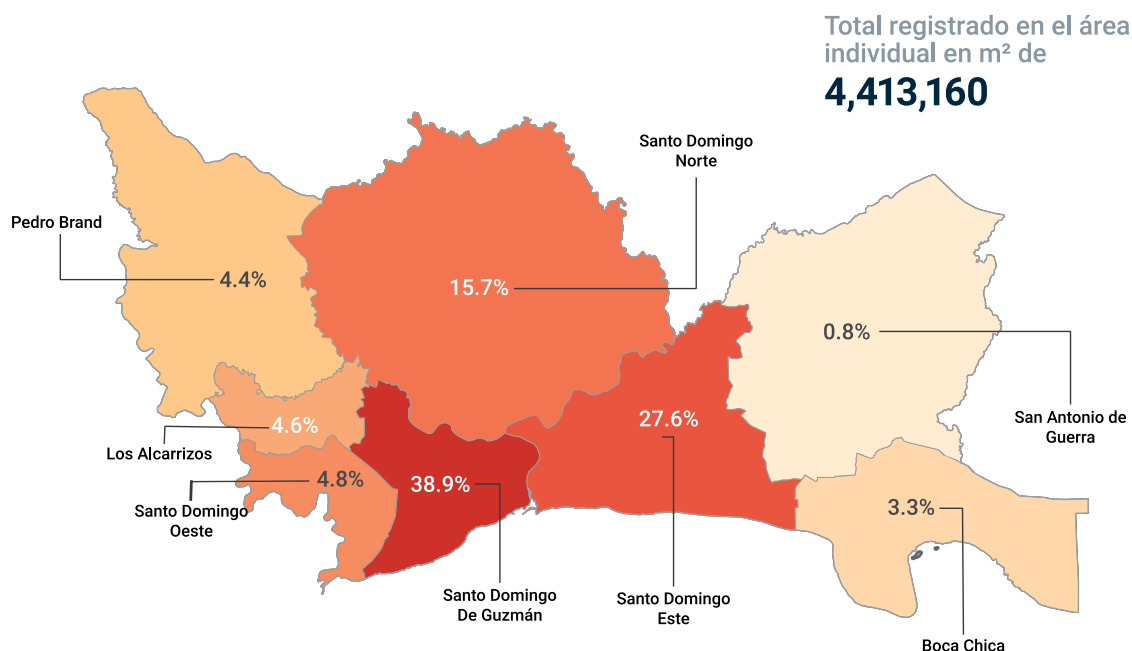 Total registrado en el área
individual en m² de
4,413,160
Santo Domingo
Norte
Pedro Brand
4.4%
15.7%
0.8%
27.6%
San Antonio de
Guerra
4.6%
Los Alcarrizos
4.8%
38.9%
3.3%
Santo Domingo
Oeste
Santo Domingo
De Guzmán
Santo Domingo
Este
Boca Chica